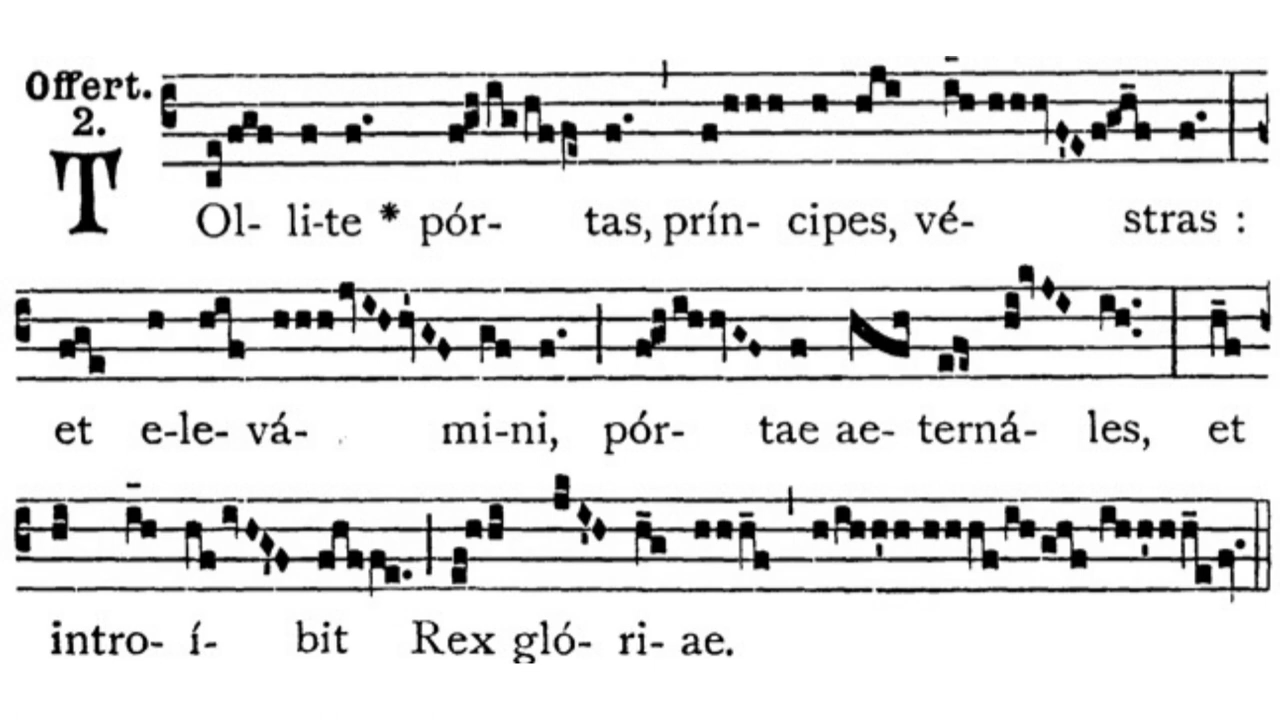 Offert.
2.
TOl- li-te * pór- tas, prín- cipes, vé- stras :
et e-le- vá- mi-ni, pór- tae ae- terná- les, et
intro- í- bit Rex gló- ri- ae.